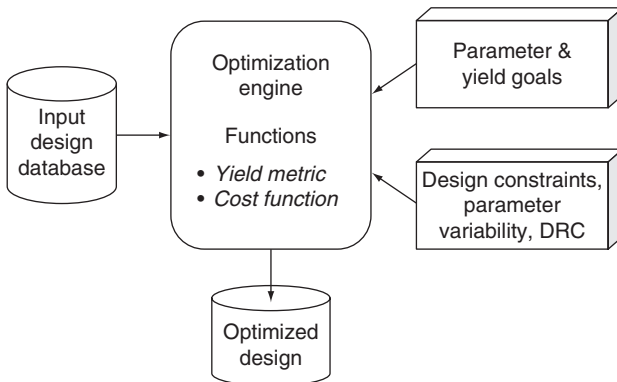 Input
design
database
Optimization
engine
Functions
• Yield metric
• Cost function
Parameter &
yield goals
Design constraints,
parameter
variability, DRC
Optimized
design